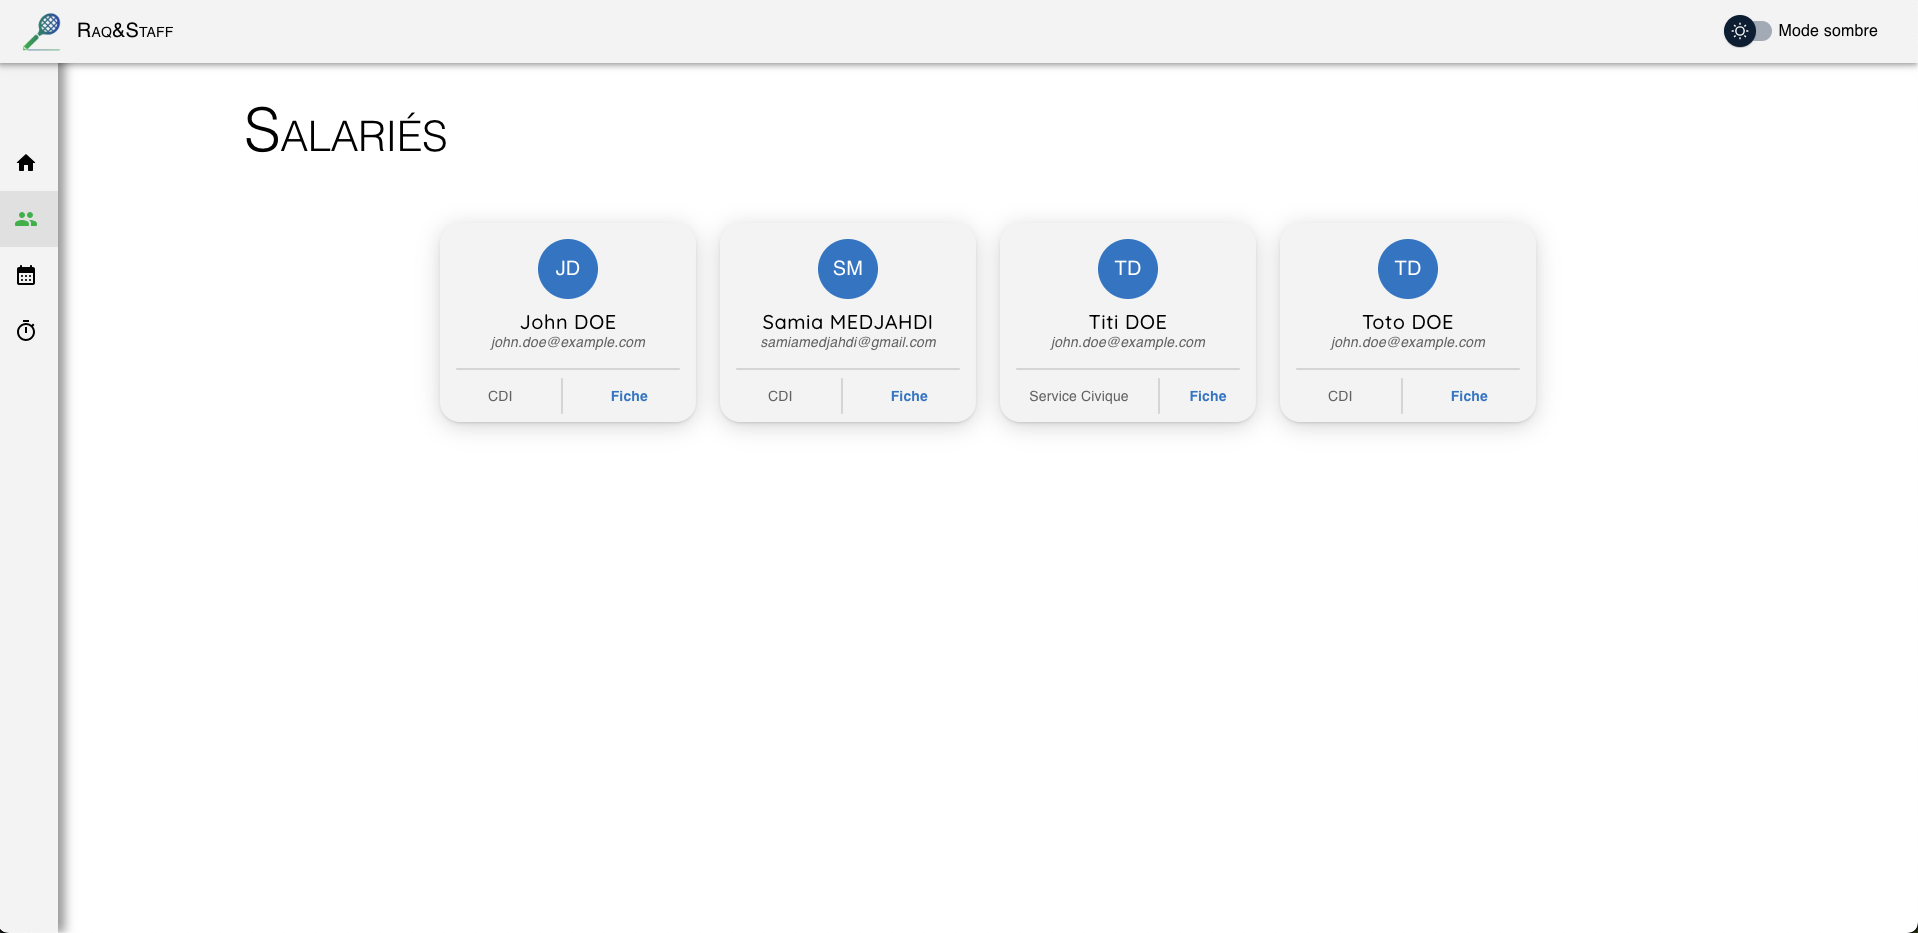 Raq&Staff
Mode sombre
Salariés
JD
John DOE
john.doe@example.com
CDI
Fiche
SM
Samia MEDJAHDI
samiamedjahdi@gmail.com
CDI
Fiche
TD
Titi DOE
john.doe@example.com
Service Civique
Fiche
TD
Toto DOE
john.doe@example.com
CDI
Fiche